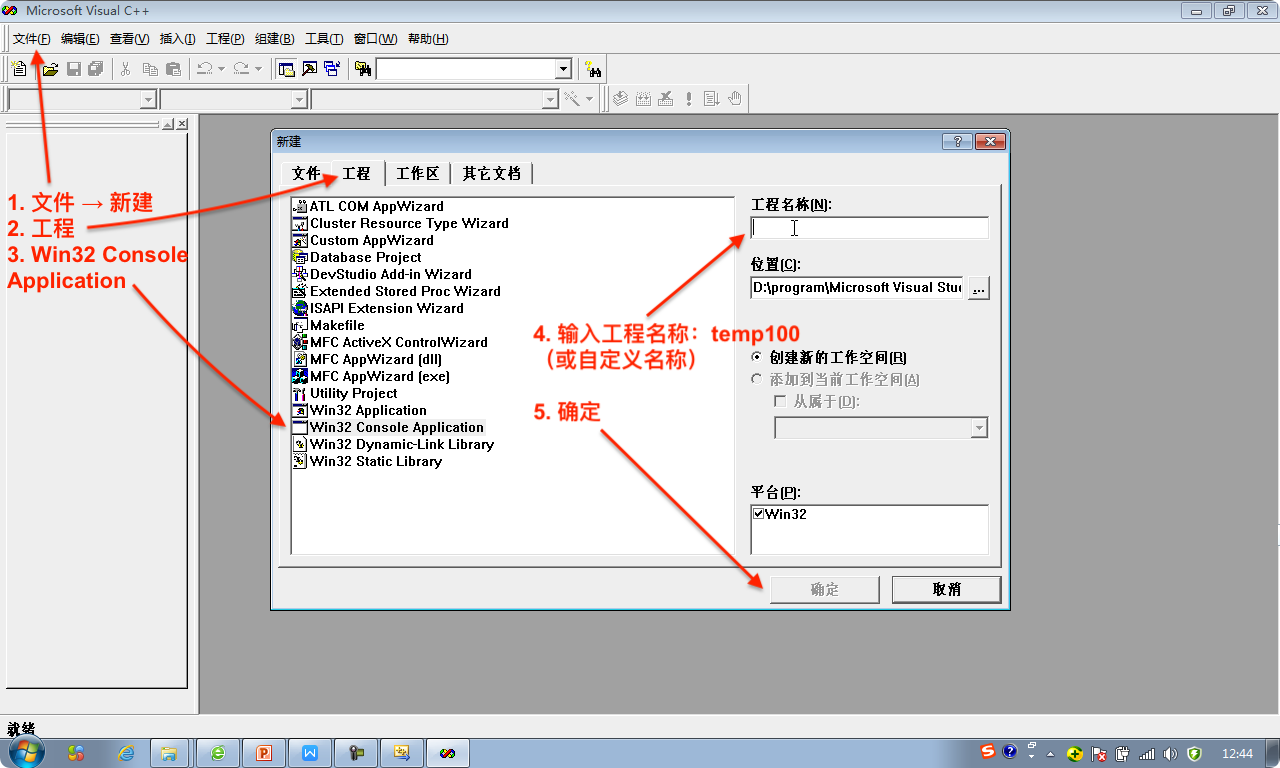 Microsoft Visual C++
文件(F) 编辑(E) 查看(V) 插入(I) 工程(P) 组建(B) 工具(T) 窗口(W) 帮助(H)
新建
文件 工程 工作区 其它文档
1. 文件 → 新建
2. 工程
3. Win32 Console
Application
ATL COM AppWizard
Cluster Resource Type Wizard
Custom AppWizard
Database Project
DevStudio Add-in Wizard
Extended Stored Proc Wizard
ISAPI Extension Wizard
Makefile
MFC ActiveX ControlWizard
MFC AppWizard (dll)
MFC AppWizard (exe)
Utility Project
Win32 Application
Win32 Console Application
Win32 Dynamic-Link Library
Win32 Static Library
工程名称(N):
位置(C):
D:\program\Microsoft Visual Stu
...
4. 输入工程名称：temp100
（或自定义名称）
创建新的工作空间(R)
添加到当前工作空间(A)
从属于(D):
5. 确定
平台(P):
Win32
确定 取消
就绪
12:44